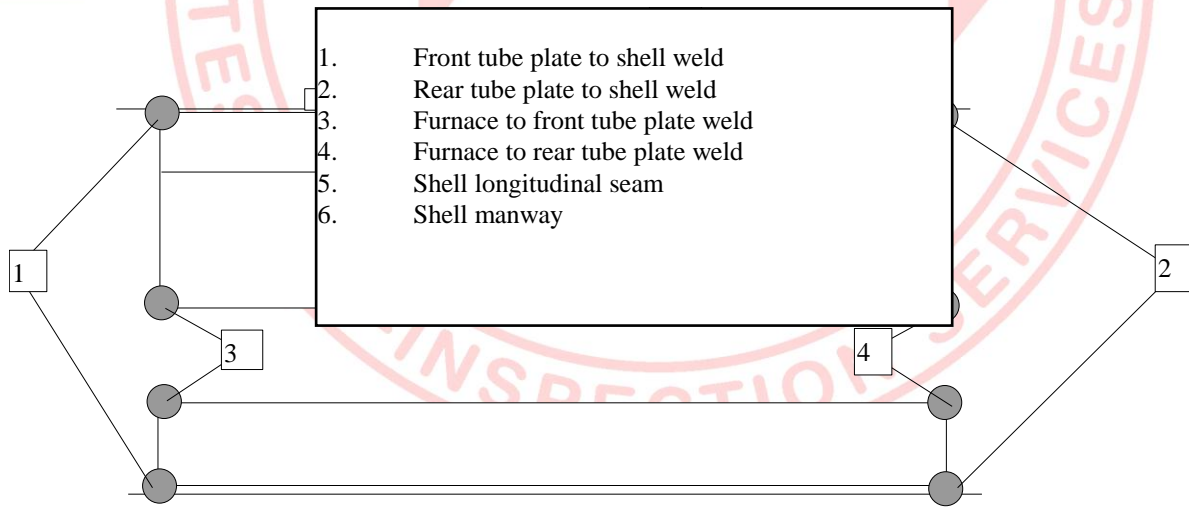 1. Front tube plate to shell weld
2. Rear tube plate to shell weld
3. Furnace to front tube plate weld
4. Furnace to rear tube plate weld
5. Shell longitudinal seam
6. Shell manway
1
2
3
4
INSPECTION SERVICES